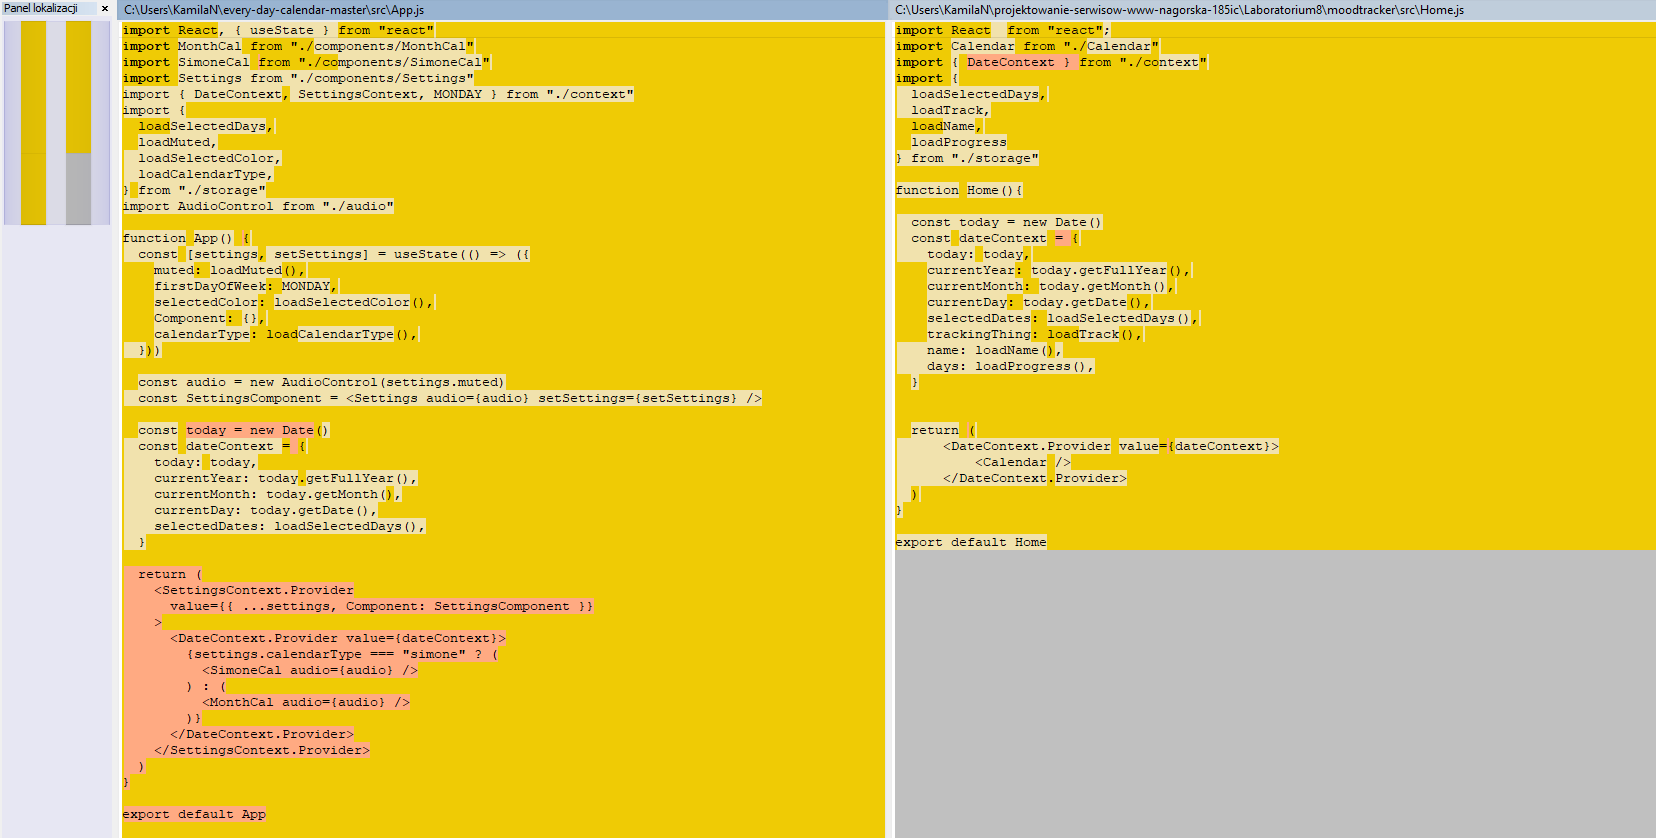 Panel lokalizacji ×
C:\Users\KamilaN\every-day-calendar-master\src\App.js
import React, { useState } from "react"
import MonthCal from "./components/MonthCal"
import SimoneCal from "./components/SimoneCal"
import Settings from "./components/Settings"
import { DateContext, SettingsContext, MONDAY } from "./context"
import {
  loadSelectedDays,
  loadMuted,
  loadSelectedColor,
  loadCalendarType,
} from "./storage"
import AudioControl from "./audio"

function App() {
  const [settings, setSettings] = useState(() => ({
    muted: loadMuted(),
    firstDayOfWeek: MONDAY,
    selectedColor: loadSelectedColor(),
    Component: {},
    calendarType: loadCalendarType(),
  }))

  const audio = new AudioControl(settings.muted)
  const SettingsComponent = <Settings audio={audio} setSettings={setSettings} />

  const today = new Date()
  const dateContext = {
    today: today,
    currentYear: today.getFullYear(),
    currentMonth: today.getMonth(),
    currentDay: today.getDate(),
    selectedDates: loadSelectedDays(),
  }

  return (
    <SettingsContext.Provider
      value={{ ...settings, Component: SettingsComponent }}
    >
      <DateContext.Provider value={dateContext}>
        {settings.calendarType === "simone" ? (
          <SimoneCal audio={audio} />
        ) : (
          <MonthCal audio={audio} />
        )}
      </DateContext.Provider>
    </SettingsContext.Provider>
  )
}

export default App
C:\Users\KamilaN\projektowanie-serwisow-www-nagorska-185ic\Laboratorium8\moodtracker\src\Home.js
import React  from "react";
import Calendar from "./Calendar"
import { DateContext } from "./context"
import {
  loadSelectedDays,
  loadTrack,
  loadName,
  loadProgress
} from "./storage"

function Home(){

  const today = new Date()
  const dateContext = {
    today: today,
    currentYear: today.getFullYear(),
    currentMonth: today.getMonth(),
    currentDay: today.getDate(),
    selectedDates: loadSelectedDays(),
    trackingThing: loadTrack(),
    name: loadName(),
    days: loadProgress(),
  }

  return (
      <DateContext.Provider value={dateContext}>
          <Calendar />
      </DateContext.Provider>
  )
}

export default Home